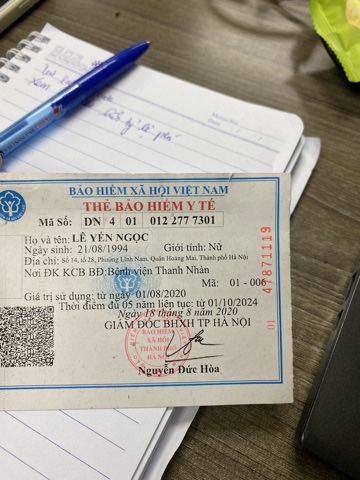 BẢO HIỂM XÃ HỘI VIỆT NAM
THẺ BẢO HIỂM Y TẾ
Mã Số: DN 4 01 012 277 7301
Họ và tên: LÊ YẾN NGỌC
Ngày sinh: 21/08/1994 Giới tính: Nữ
Địa chỉ: Số 14, tổ 28, Phường Lĩnh Nam, Quận Hoàng Mai, Thành phố Hà Nội
Nơi ĐK KCB BĐ: Bệnh viện Thanh Nhàn
Mã: 01 - 006
Giá trị sử dụng: từ ngày 01/08/2020
Thời điểm đủ 05 năm liên tục: từ 01/10/2024
Ngày 18 tháng 8 năm 2020
GIÁM ĐỐC BHXH TP HÀ NỘI
BẢO HIỂM
XÃ HỘI
THÀNH PHỐ
HÀ NỘI
Nguyễn Đức Hòa
01 47871119